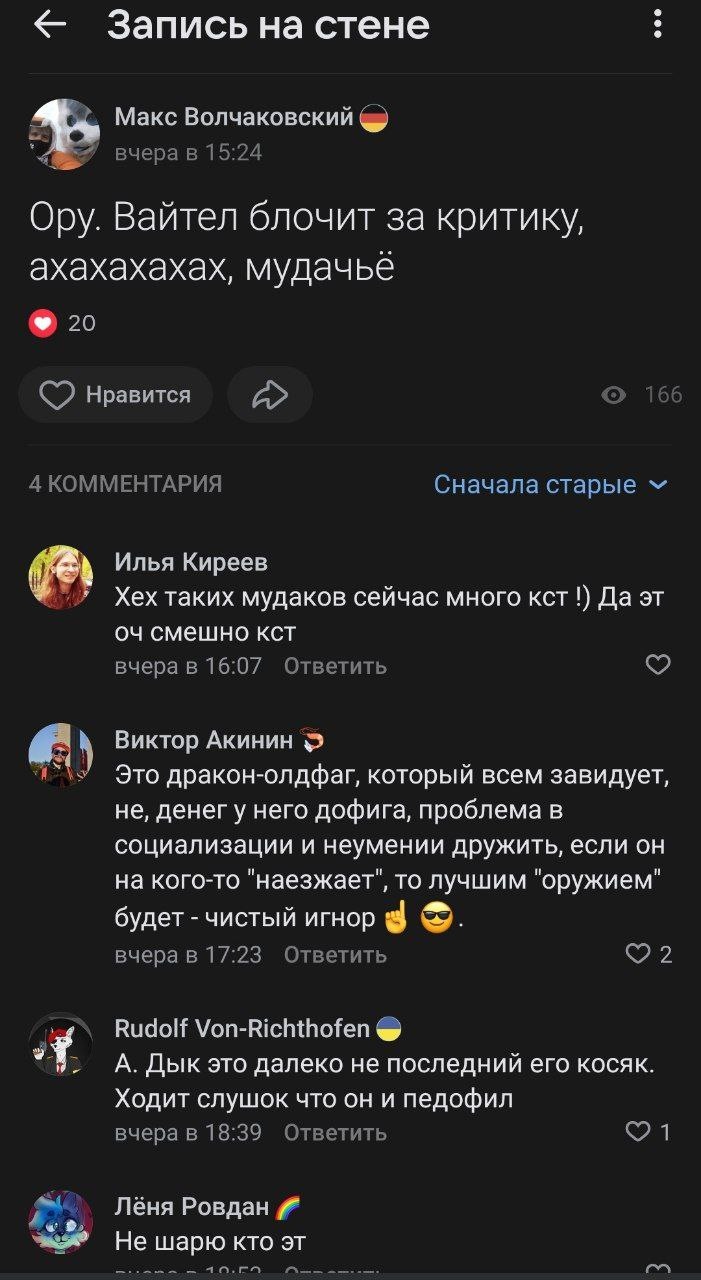 Запись на стене
Макс Волчаковский
вчера в 15:24
Ору. Вайтел блочит за критику,
ахахахахах, мудачьё
20
Нравится
166
4 КОММЕНТАРИЯ
Сначала старые
Илья Киреев
Хех таких мудаков сейчас много кст !) Да эт
оч смешно кст
вчера в 16:07 Ответить
Виктор Акинин
Это дракон-олдфаг, который всем завидует,
не, денег у него дофига, проблема в
социализации и неумении дружить, если он
на кого-то "наезжает", то лучшим "оружием"
будет - чистый игнор☝😎.
вчера в 17:23 Ответить
2
Rudolf Von-Richthofen
А. Дык это далеко не последний его косяк.
Ходит слушок что он и педофил
вчера в 18:39 Ответить
1
Лёня Ровдан
Не шарю кто эт
вчера в 18:52 Ответить